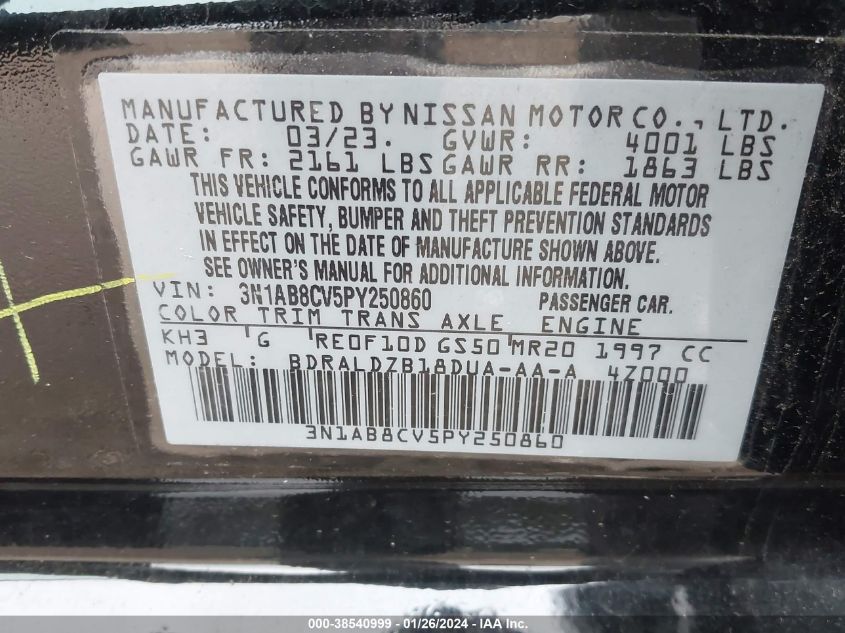 MANUFACTURED BY NISSAN MOTOR CO., LTD.
DATE: 03/23. GVWR: 4001 LBS
GAWR FR: 2161 LBS GAWR RR: 1863 LBS
THIS VEHICLE CONFORMS TO ALL APPLICABLE FEDERAL MOTOR
VEHICLE SAFETY, BUMPER AND THEFT PREVENTION STANDARDS
IN EFFECT ON THE DATE OF MANUFACTURE SHOWN ABOVE.
SEE OWNER'S MANUAL FOR ADDITIONAL INFORMATION.
VIN: 3N1AB8CV5PY250860 PASSENGER CAR.
COLOR TRIM TRANS AXLE ENGINE
KH3 G RE0F10D GS50 MR20 1997 CC
MODEL: BDRALDZB18DUA-AA-A 4Z000
3N1AB8CV5PY250860
000-38540999 - 01/26/2024 - IAA Inc.